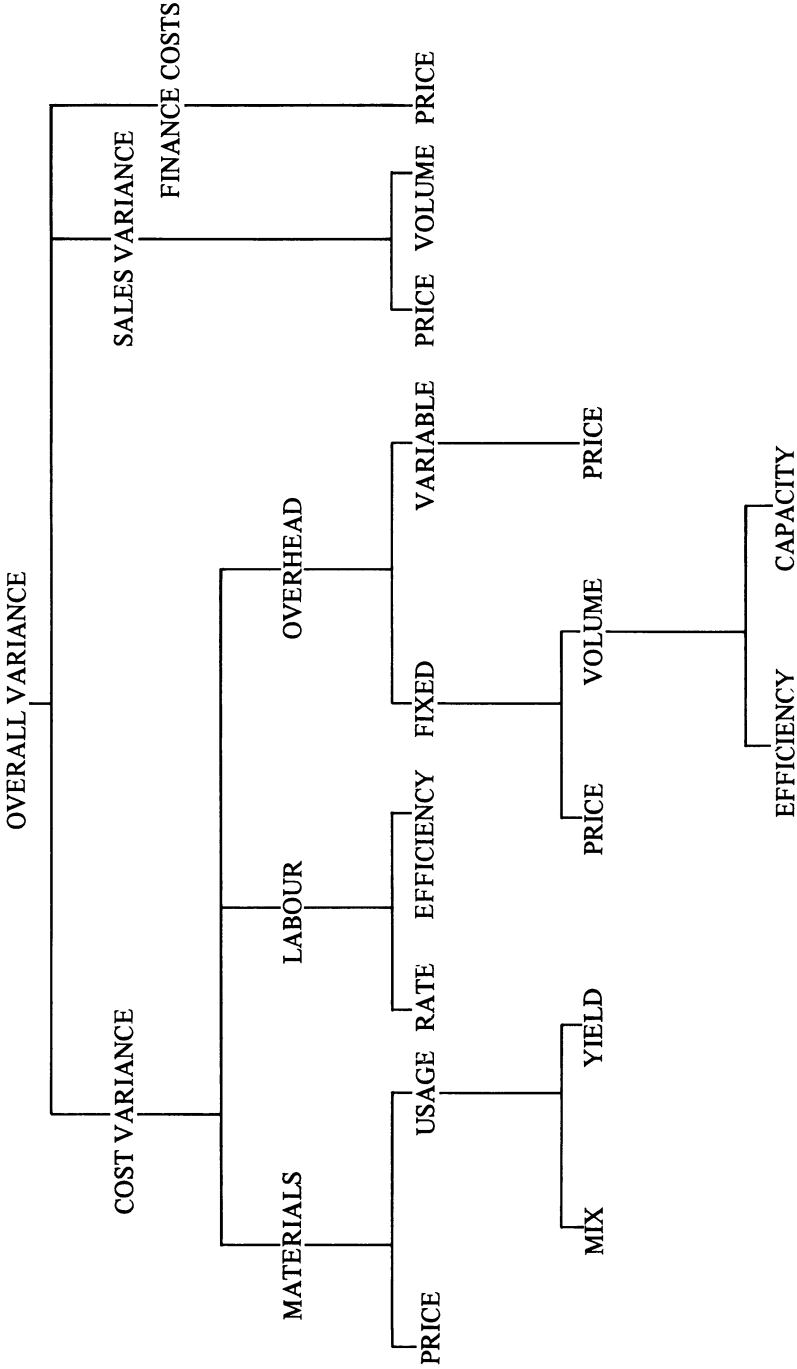 OVERALL VARIANCE
COST VARIANCE
SALES VARIANCE
FINANCE COSTS
MATERIALS
LABOUR
OVERHEAD
PRICE
USAGE
RATE
EFFICIENCY
FIXED
VARIABLE
PRICE
VOLUME
PRICE
MIX
YIELD
PRICE
VOLUME
PRICE
EFFICIENCY
CAPACITY